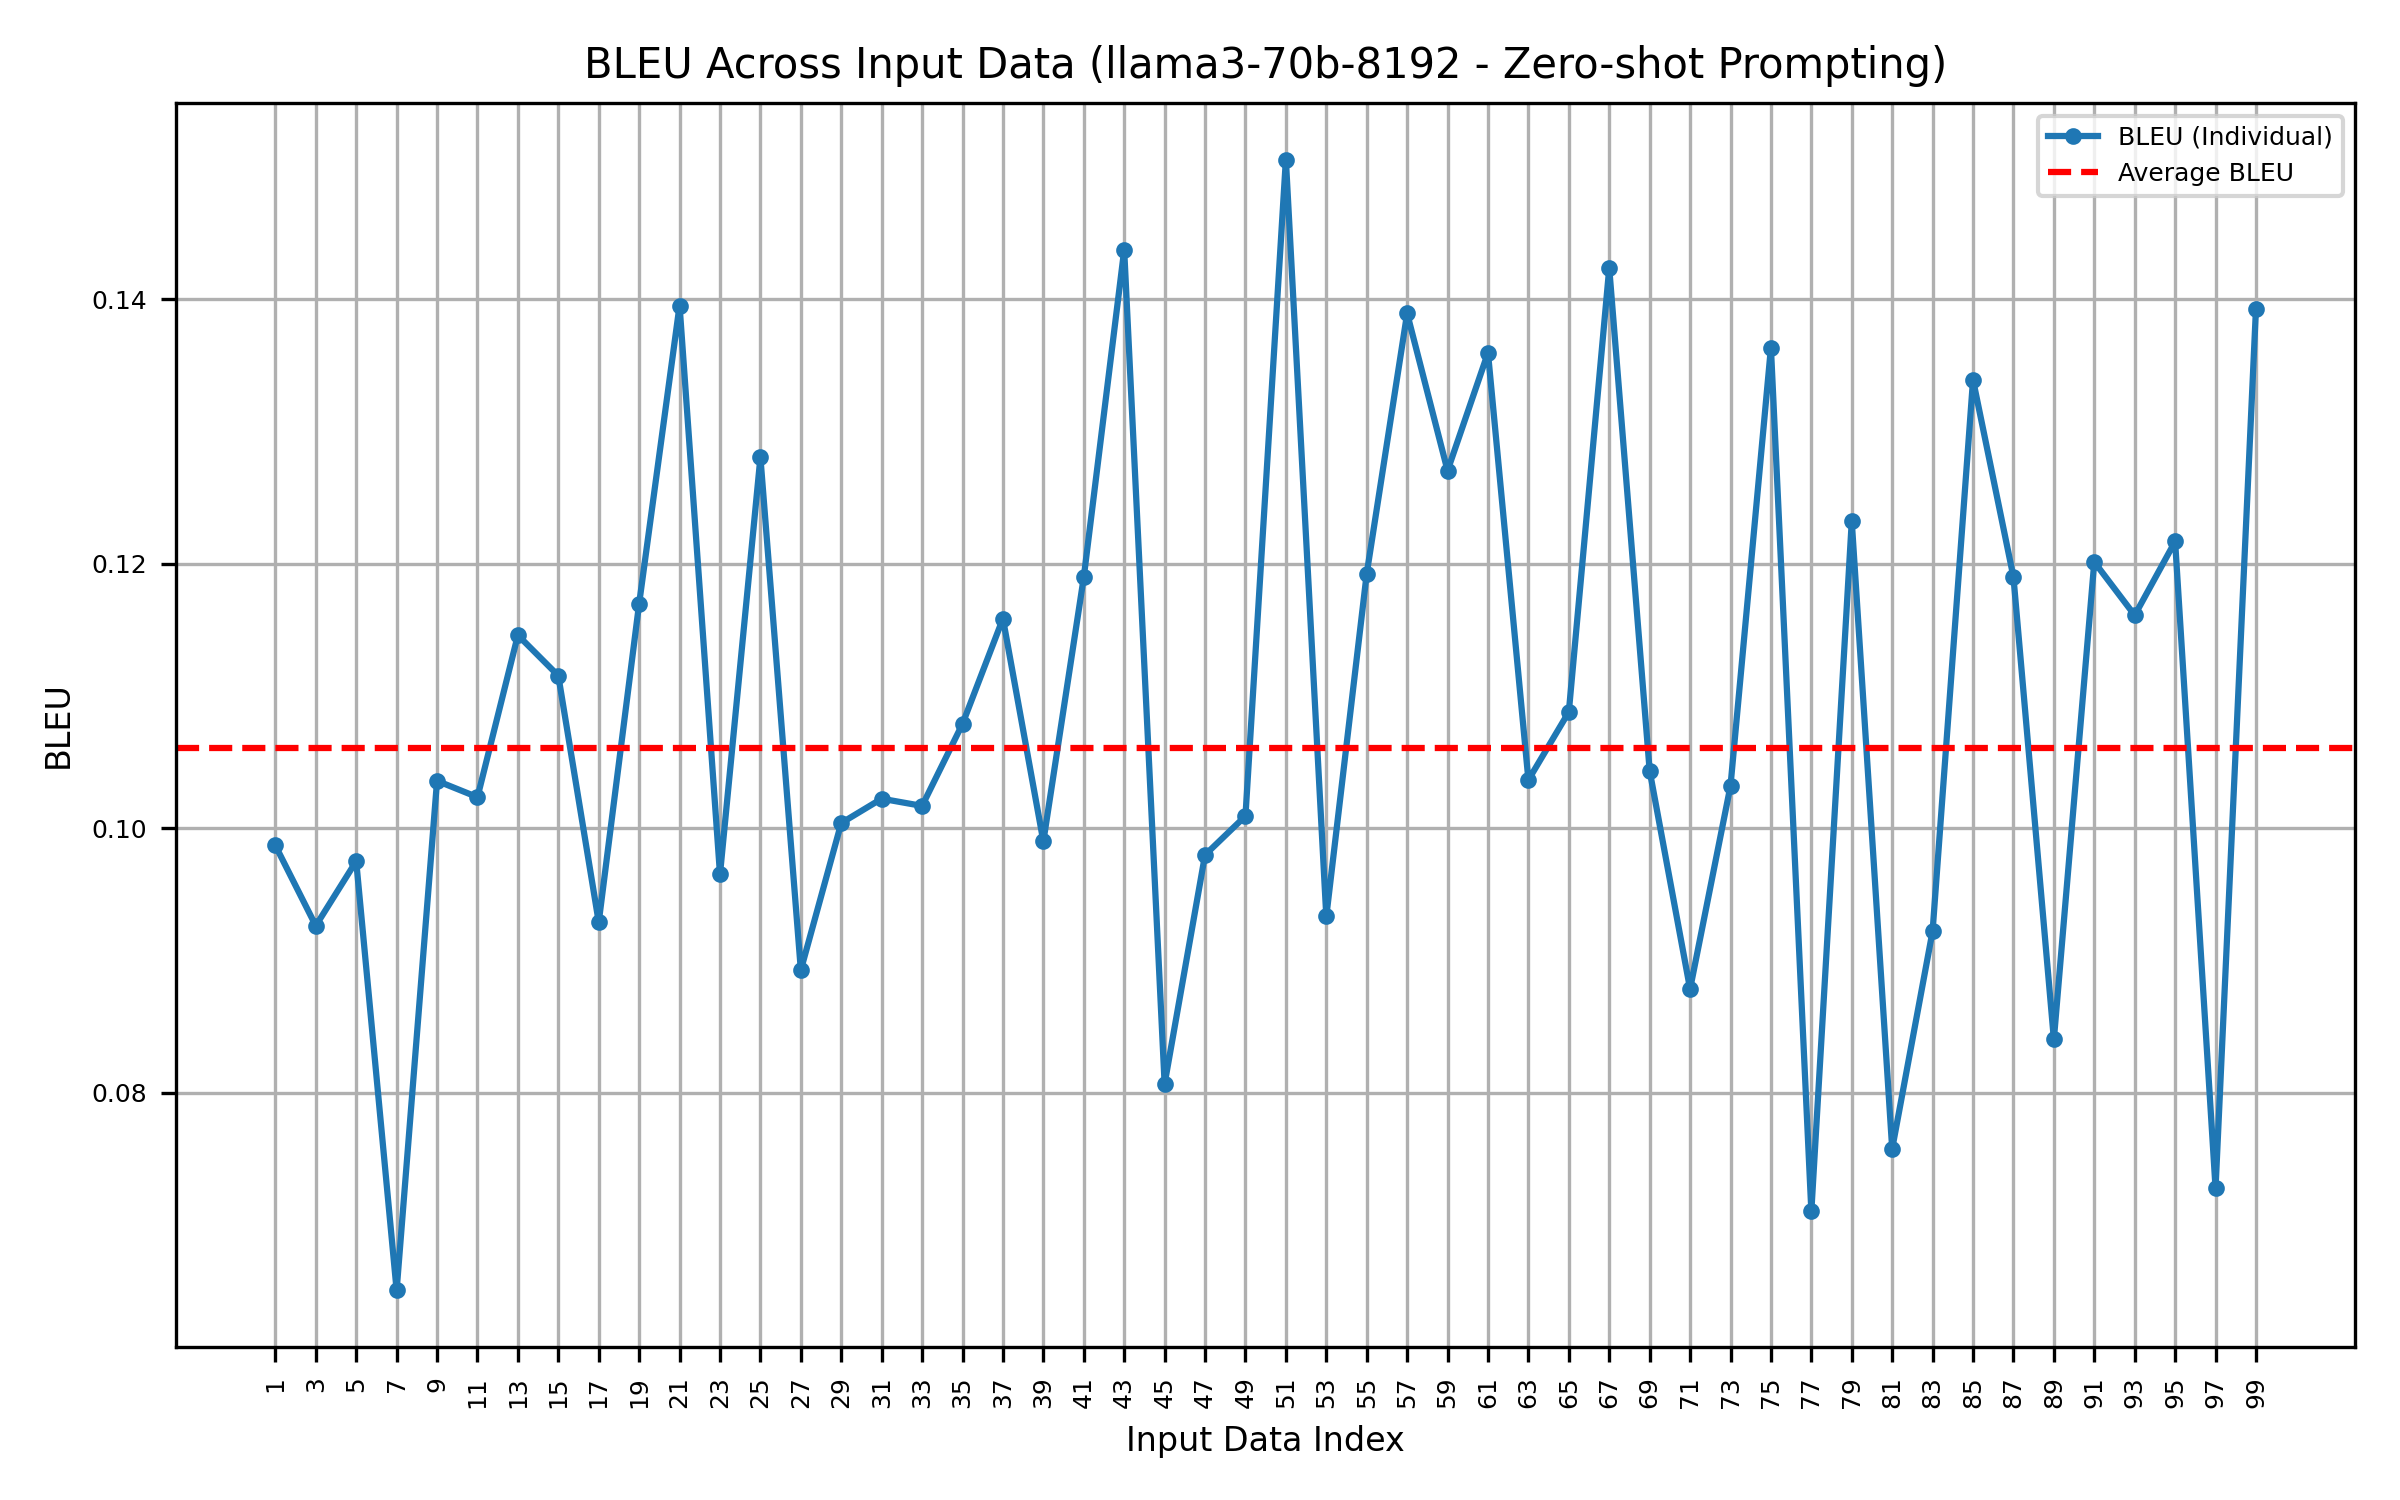 BLEU Across Input Data (llama3-70b-8192 - Zero-shot Prompting)
BLEU (Individual)
Average BLEU
0.14
0.12
0.10
0.08
BLEU
1 3 5 7 9 11 13 15 17 19 21 23 25 27 29 31 33 35 37 39 41 43 45 47 49 51 53 55 57 59 61 63 65 67 69 71 73 75 77 79 81 83 85 87 89 91 93 95 97 99
Input Data Index